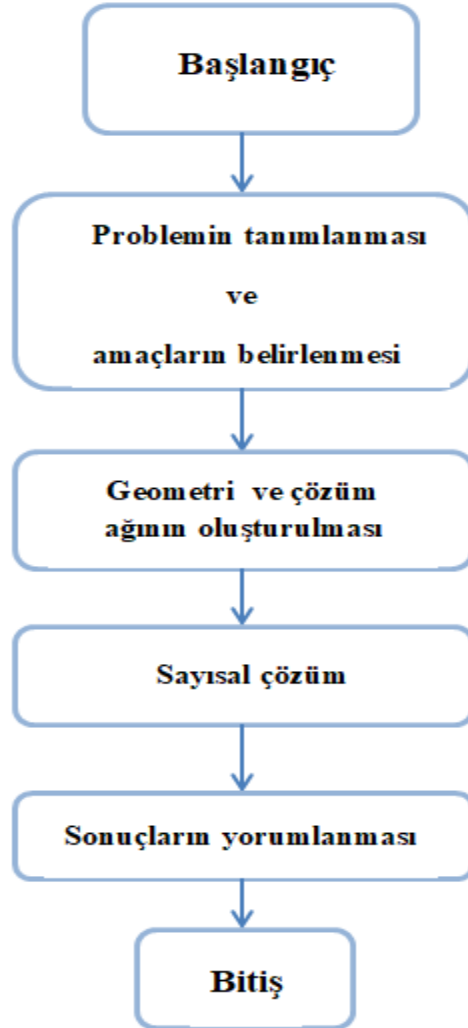 Başlangıç
Problemin tanımlanması
ve
amaçların belirlenmesi
Geometri ve çözüm
ağının oluşturulması
Sayısal çözüm
Sonuçların yorumlanması
Bitiş